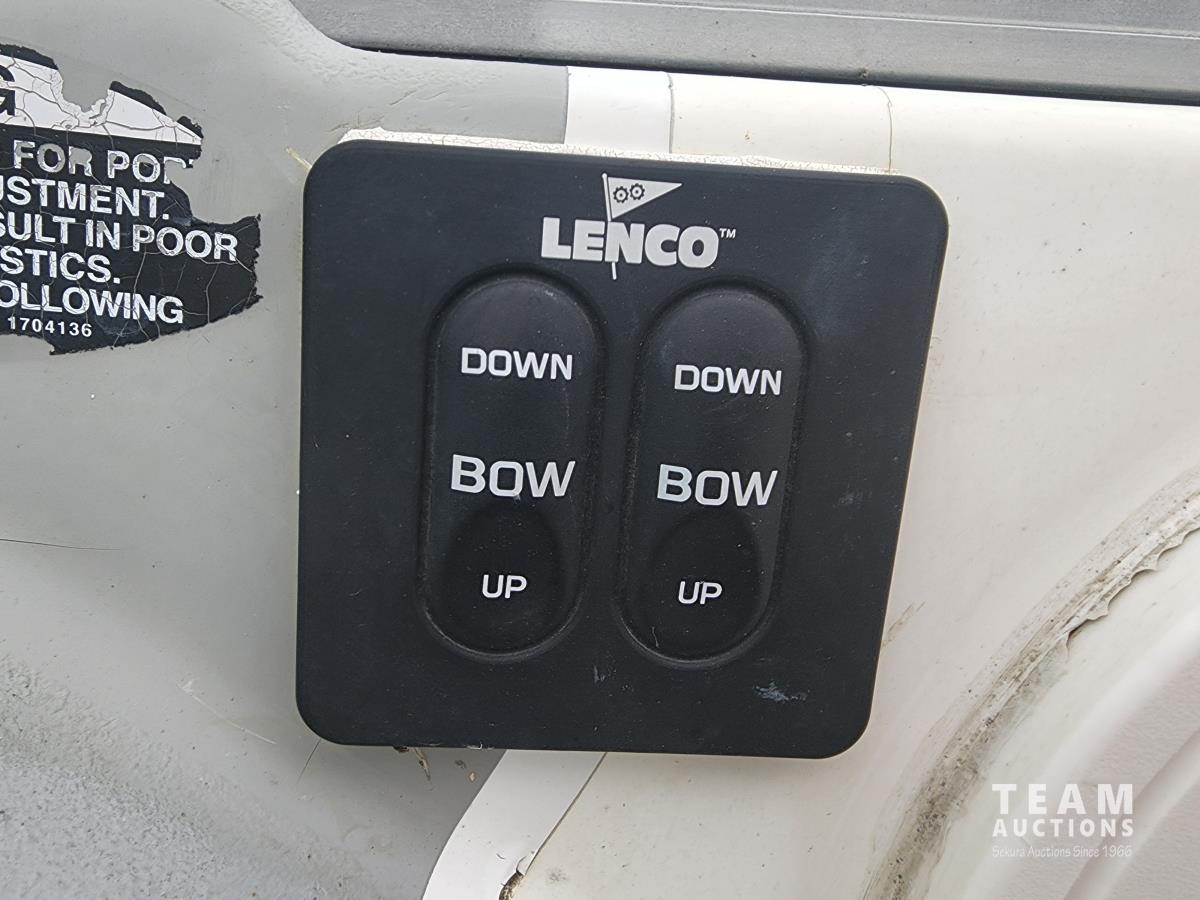 G
FOR POR
USTMENT.
SULT IN POOR
STICS.
OLLOWING
1704136
LENCO™
DOWN
BOW
UP
DOWN
BOW
UP
TEAM
AUCTIONS
Sekura Auctions Since 1966